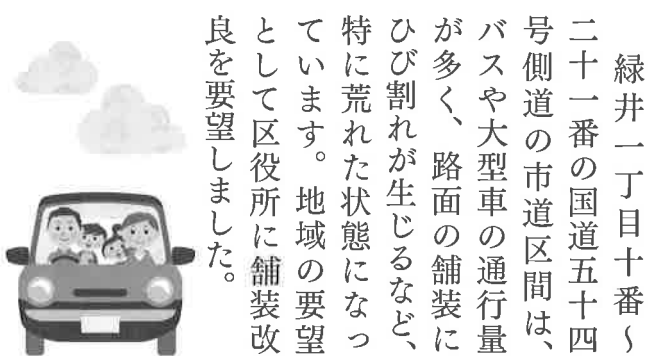 緑井一丁目十番～
二十一番の国道五十四
号側道の市道区間は、
バスや大型車の通行量
が多く、路面の舗装に
ひび割れが生じるなど、
特に荒れた状態になっ
ています。地域の要望
として区役所に舗装改
良を要望しました。